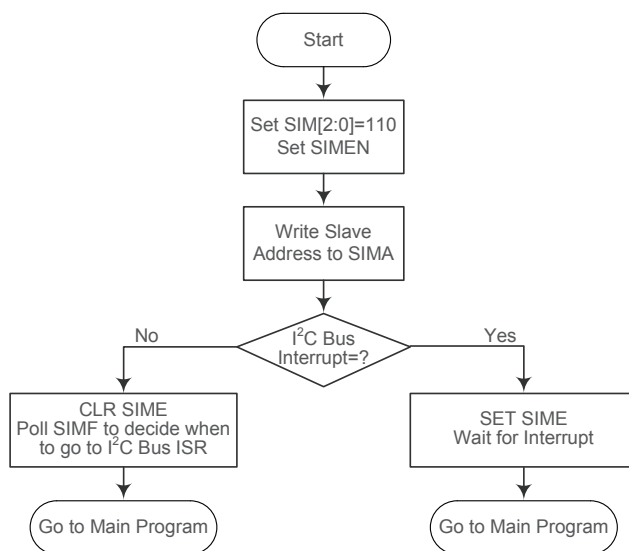 Start
Set SIM[2:0]=110
Set SIMEN
Write Slave
Address to SIMA
I²C Bus
Interrupt=?
No
Yes
CLR SIME
Poll SIMF to decide when
to go to I²C Bus ISR
SET SIME
Wait for Interrupt
Go to Main Program
Go to Main Program